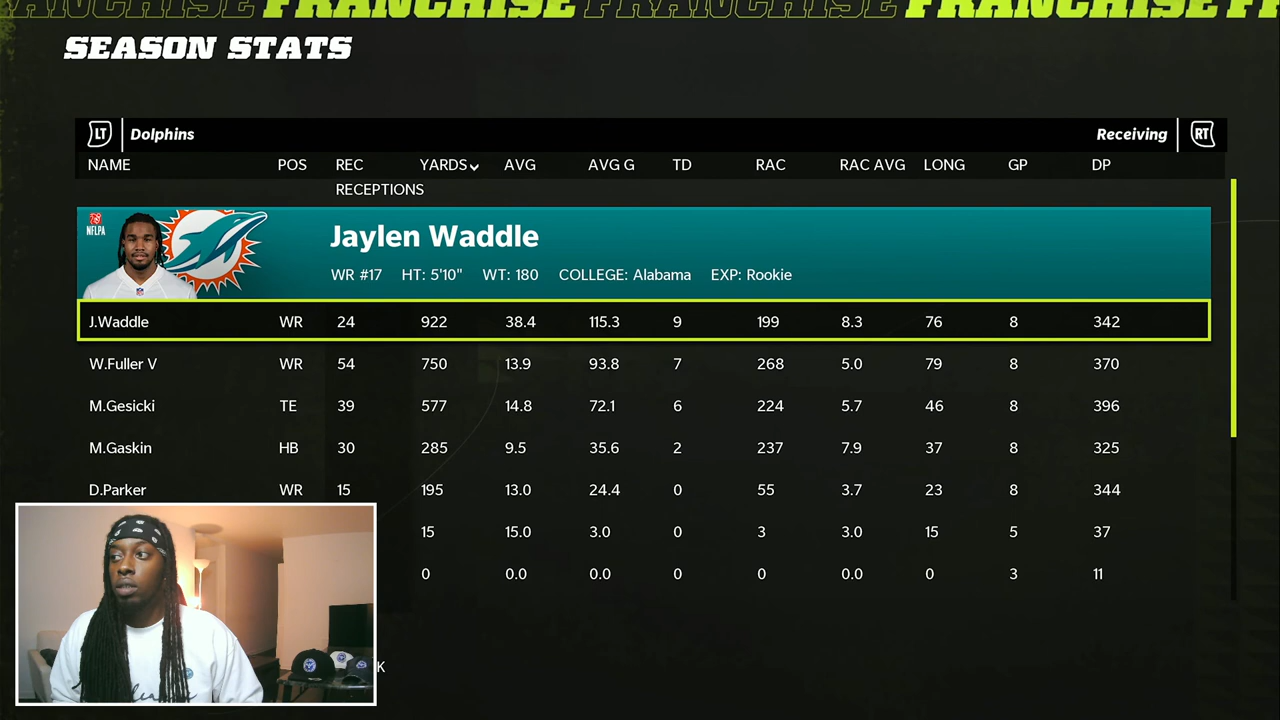 FRANCHISE FRANCHISE FRANCHISE FRANCHISE
SEASON STATS
LT Dolphins Receiving RT
NAME POS REC YARDS AVG AVG G TD RAC RAC AVG LONG GP DP
RECEPTIONS
NFLPA
Jaylen Waddle
WR #17 HT: 5'10" WT: 180 COLLEGE: Alabama EXP: Rookie
J.Waddle WR 24 922 38.4 115.3 9 199 8.3 76 8 342
W.Fuller V WR 54 750 13.9 93.8 7 268 5.0 79 8 370
M.Gesicki TE 39 577 14.8 72.1 6 224 5.7 46 8 396
M.Gaskin HB 30 285 9.5 35.6 2 237 7.9 37 8 325
D.Parker WR 15 195 13.0 24.4 0 55 3.7 23 8 344
15 15.0 3.0 0 3 3.0 15 5 37
0 0.0 0.0 0 0 0.0 0 3 11
K